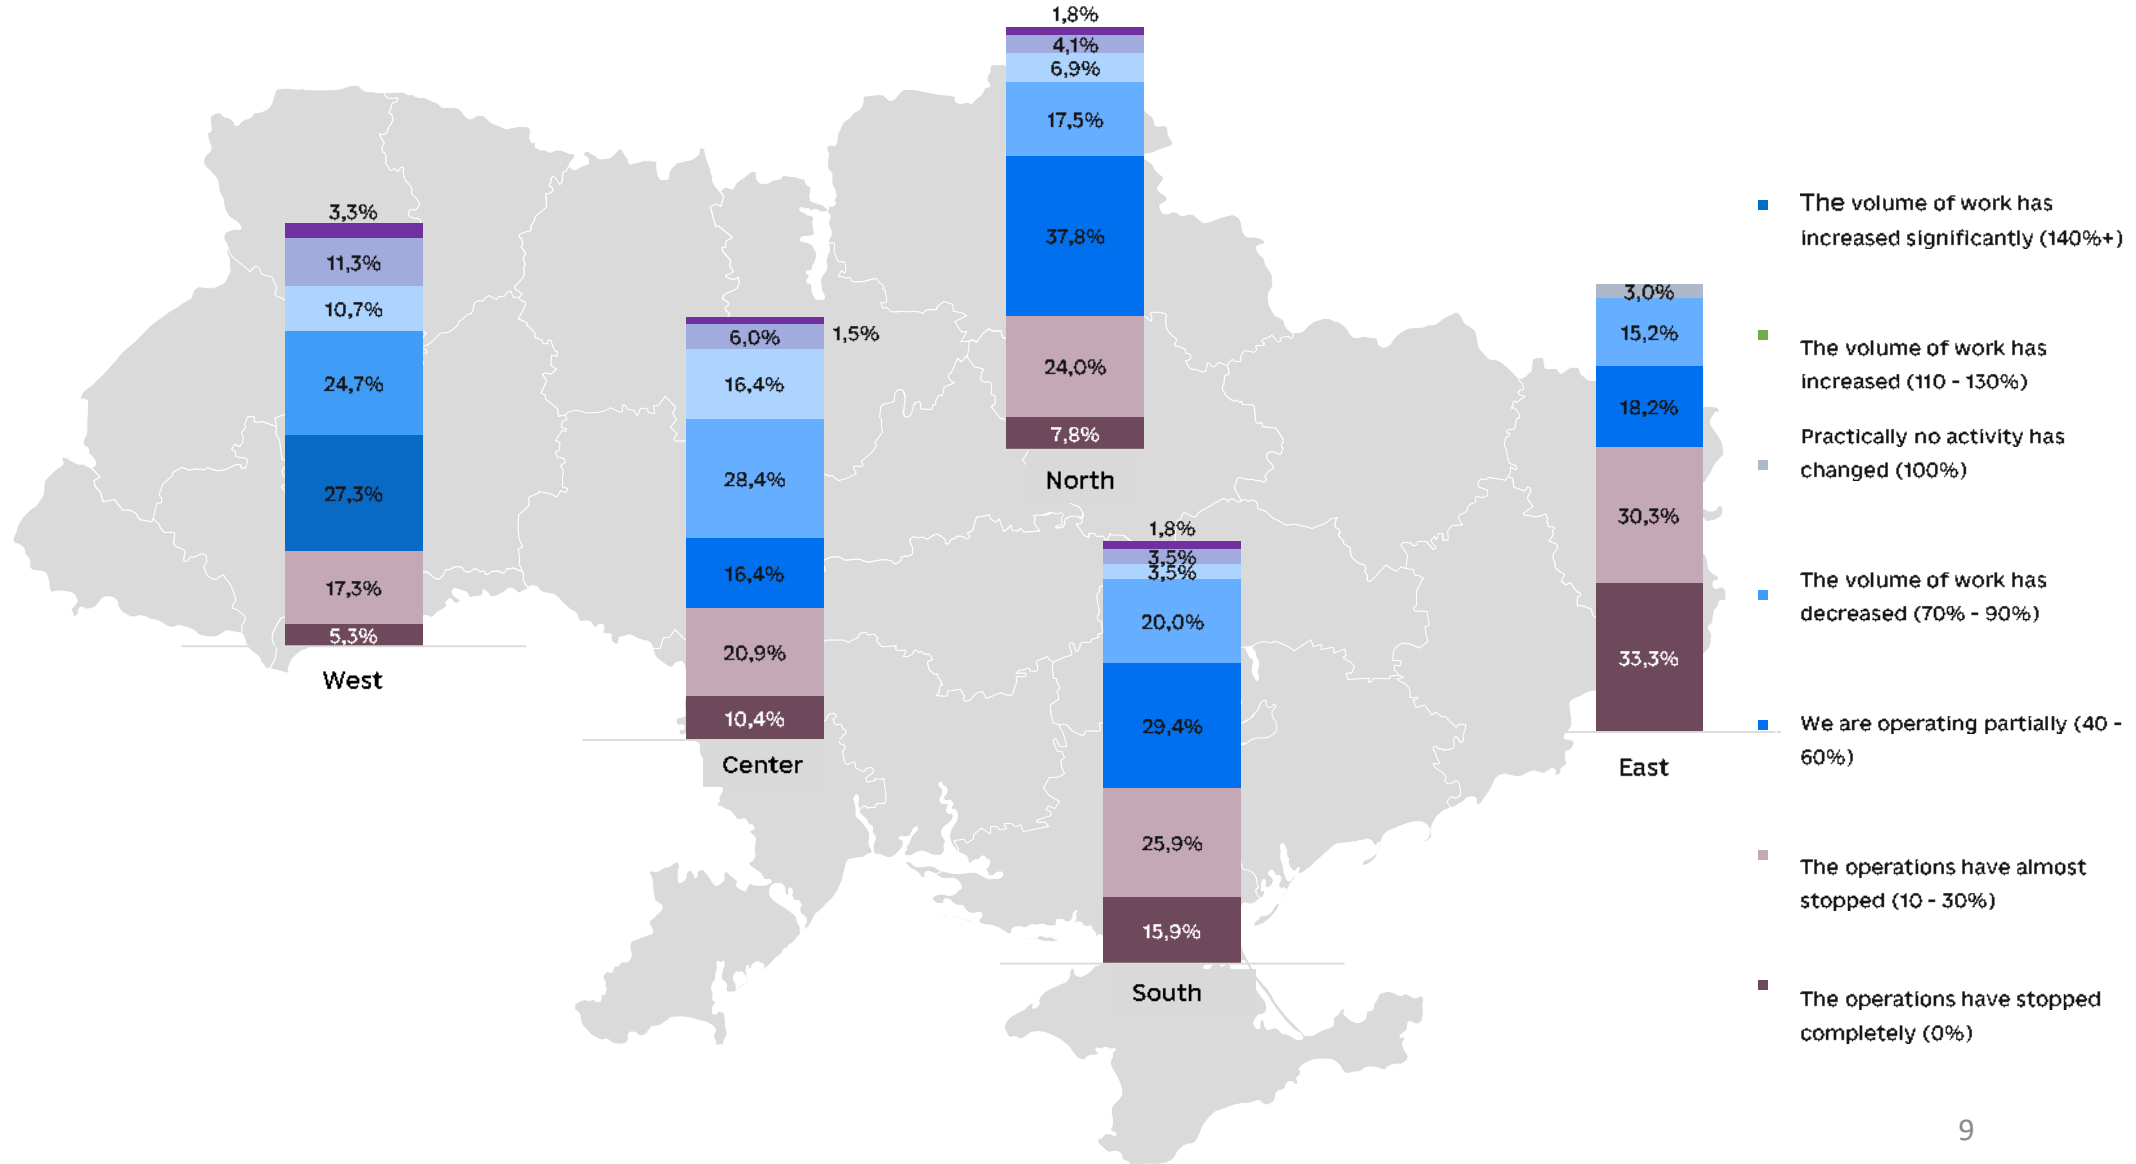 3,3%
11,3%
10,7%
24,7%
27,3%
17,3%
5,3%
West
6,0%
1,5%
16,4%
28,4%
16,4%
20,9%
10,4%
Center
1,8%
4,1%
6,9%
17,5%
37,8%
24,0%
7,8%
North
1,8%
3,5%
3,5%
20,0%
29,4%
25,9%
15,9%
South
3,0%
15,2%
18,2%
30,3%
33,3%
East
The volume of work has
increased significantly (140%+)
The volume of work has
increased (110 - 130%)
Practically no activity has
changed (100%)
The volume of work has
decreased (70% - 90%)
We are operating partially (40 -
60%)
The operations have almost
stopped (10 - 30%)
The operations have stopped
completely (0%)
9